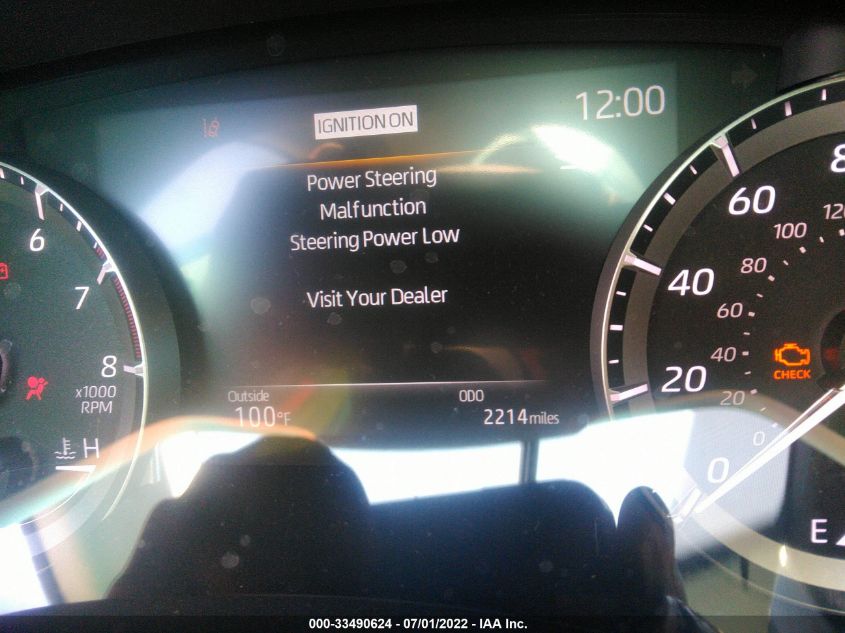 IGNITION ON
12:00
Power Steering
Malfunction
Steering Power Low
Visit Your Dealer
Outside
100°F
ODO
2214 miles
6
7
8
x1000
RPM
H
8
60
120
100
40
80
60
40
20
20
0
0
CHECK
E
000-33490624 - 07/01/2022 - IAA Inc.